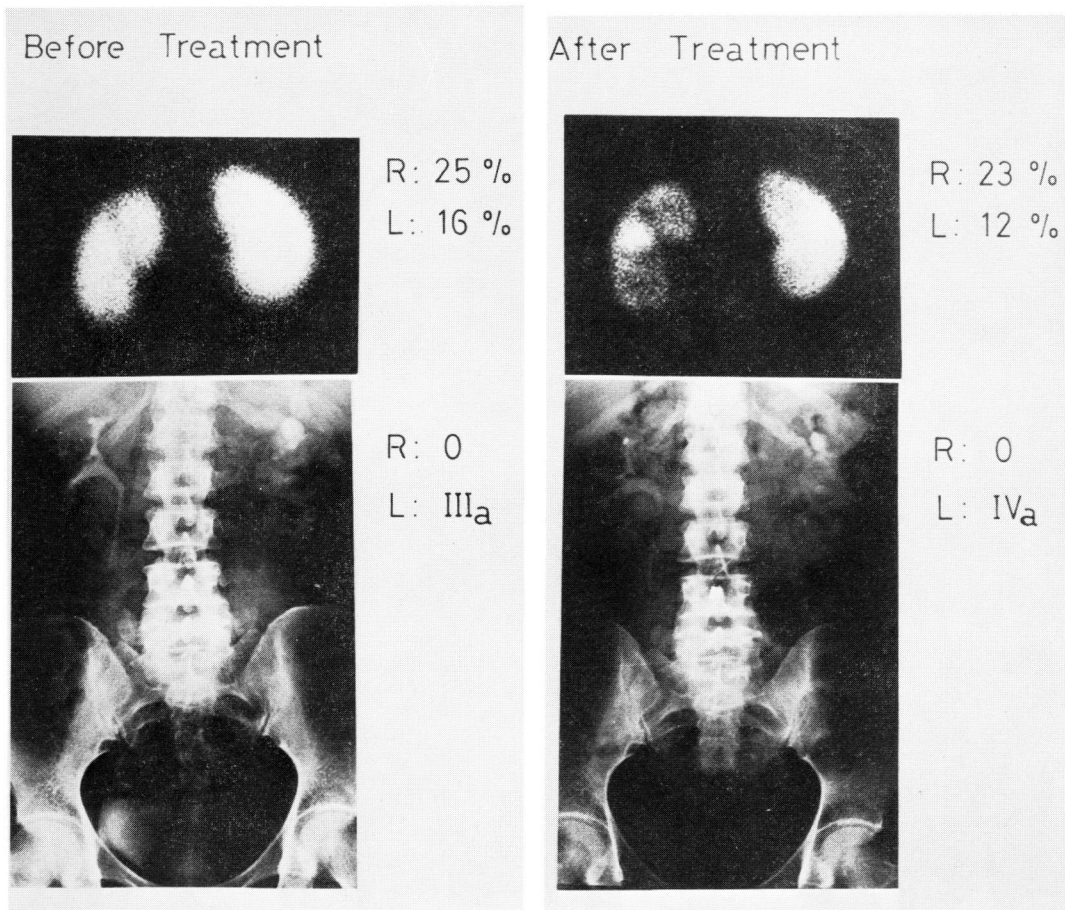 Before Treatment
R: 25 %
L: 16 %
R: 0
L: IIIa
After Treatment
R: 23 %
L: 12 %
R: 0
L: IVa